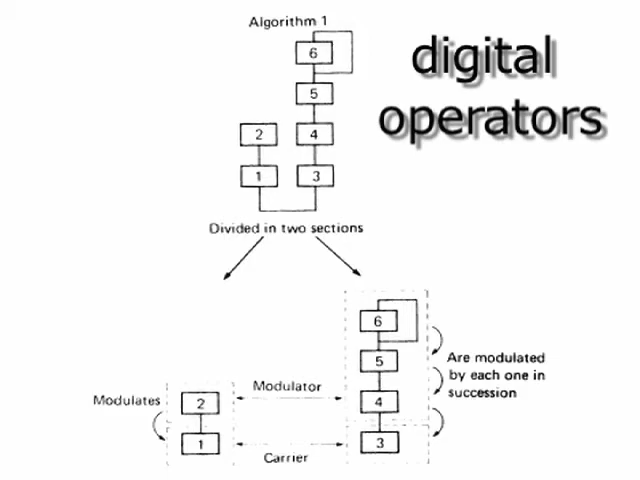 Algorithm 1
digital
operators
6
5
2
4
1
3
Divided in two sections
6
5
Are modulated
by each one in
succession
Modulator
Modulates
2
4
1
3
Carrier